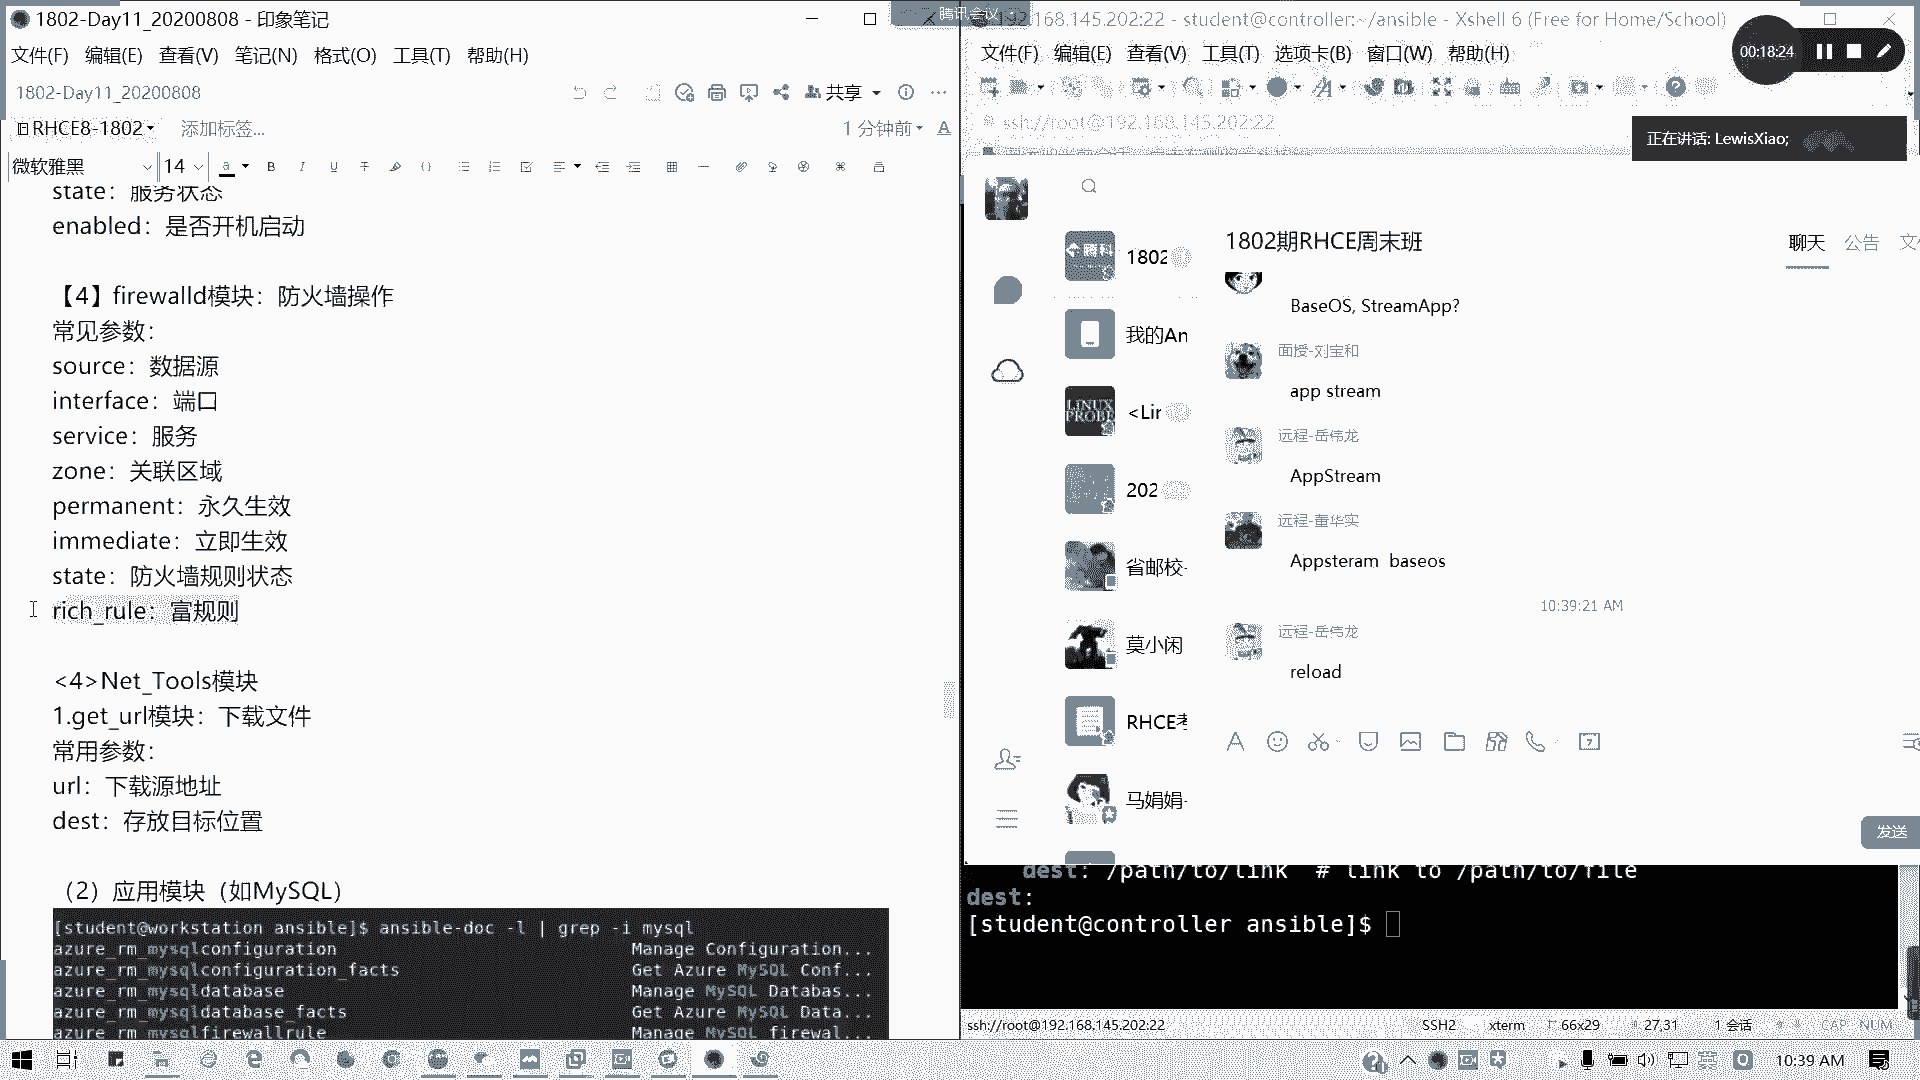 1802-Day11_20200808 - 印象笔记
文件(F) 编辑(E) 查看(V) 笔记(N) 格式(O) 工具(T) 帮助(H)
1802-Day11_20200808
共享
RHCE8-1802
添加标签...
1 分钟前
微软雅黑 14
state：服务状态
enabled：是否开机启动
【4】firewalld模块：防火墙操作
常见参数：
source：数据源
interface：端口
service：服务
zone：关联区域
permanent：永久生效
immediate：立即生效
state：防火墙规则状态
rich_rule：富规则
<4>Net_Tools模块
1.get_url模块：下载文件
常用参数：
url：下载源地址
dest：存放目标位置
（2）应用模块（如MySQL）
[student@workstation ansible]$ ansible-doc -l | grep -i mysql
azure_rm_mysqlconfiguration Manage Configuration...
azure_rm_mysqlconfiguration_facts Get Azure MySQL Conf...
azure_rm_mysqldatabase Manage MySQL Databas...
azure_rm_mysqldatabase_facts Get Azure MySQL Data...
azure_rm_mysqlfirewallrule Manage MySQL firewal...
腾讯会议
192.168.145.202:22 - student@controller:~/ansible - Xshell 6 (Free for Home/School)
文件(F) 编辑(E) 查看(V) 工具(T) 选项卡(B) 窗口(W) 帮助(H)
00:18:24
ssh://root@192.168.145.202:22
正在讲话: LewisXiao;
腾科
1802
我的An
LINUX PROBE
<Lir
202
省邮校-
莫小闲
RHCE考
马娟娟-
1802期RHCE周末班
聊天 公告 文
BaseOS, StreamApp?
面授-刘宝和
app stream
远程-岳伟龙
AppStream
远程-董华实
Appsteram baseos
10:39:21 AM
远程-岳伟龙
reload
发送
dest: /path/to/link # link to /path/to/file
dest:
[student@controller ansible]$
ssh://root@192.168.145.202:22 SSH2 xterm 66x29 27,31 1 会话 CAP NUM
英
10:39 AM